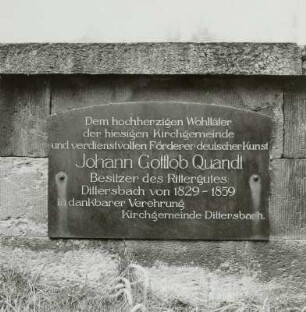 Dem hochherzigen Wohltäter
der hiesigen Kirchgemeinde
und verdienstvollen Förderer deutscher Kunst
Johann Gottlob Quandt
Besitzer des Rittergutes
Dittersbach von 1829-1859
in dankbarer Verehrung
Kirchgemeinde Dittersbach.